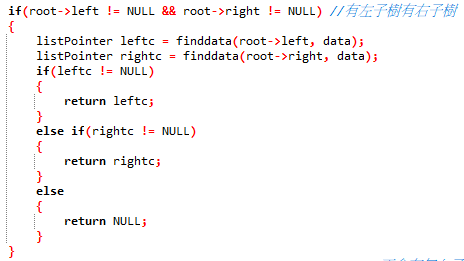 if(root->left != NULL && root->right != NULL) //有左子樹有右子樹
{
    listPointer leftc = finddata(root->left, data);
    listPointer rightc = finddata(root->right, data);
    if(leftc != NULL)
    {
        return leftc;
    }
    else if(rightc != NULL)
    {
        return rightc;
    }
    else
    {
        return NULL;
    }
}